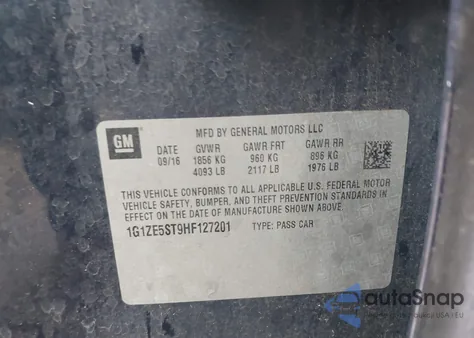 GM
MFD BY GENERAL MOTORS LLC
DATE GVWR GAWR FRT GAWR RR
09/16 1856 KG 960 KG 896 KG
4093 LB 2117 LB 1976 LB
THIS VEHICLE CONFORMS TO ALL APPLICABLE U.S. FEDERAL MOTOR
VEHICLE SAFETY, BUMPER, AND THEFT PREVENTION STANDARDS IN
EFFECT ON THE DATE OF MANUFACTURE SHOWN ABOVE.
1G1ZE5ST9HF127201 TYPE: PASS CAR
autoSnap